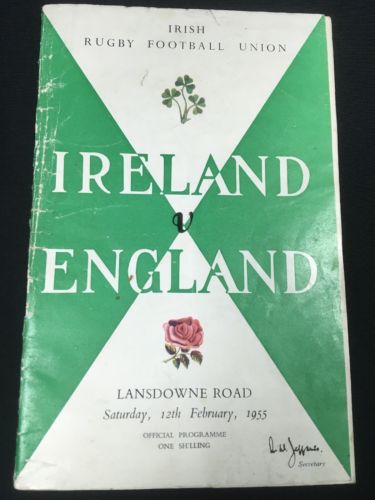 IRISH
RUGBY FOOTBALL UNION
IRELAND
v
ENGLAND
LANSDOWNE ROAD
Saturday, 12th February, 1955
OFFICIAL PROGRAMME
ONE SHILLING
Secretary